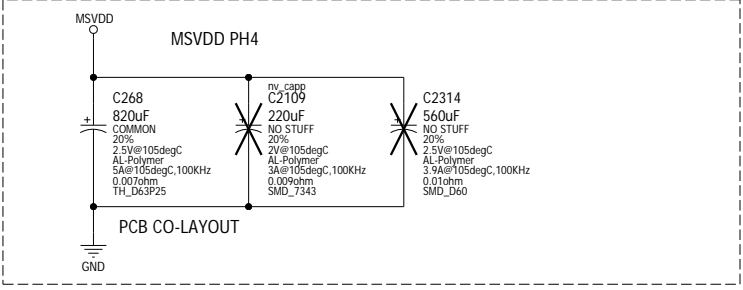 MSVDD
MSVDD PH4
C268
820uF
COMMON
20%
2.5V@105degC
AL-Polymer
5A@105degC,100KHz
0.007ohm
TH_D63P25
nv_capp
C2109
220uF
NO STUFF
20%
2V@105degC
AL-Polymer
3A@105degC,100KHz
0.009ohm
SMD_7343
C2314
560uF
NO STUFF
20%
2.5V@105degC
AL-Polymer
3.9A@105degC,100KHz
0.01ohm
SMD_D60
PCB CO-LAYOUT
GND